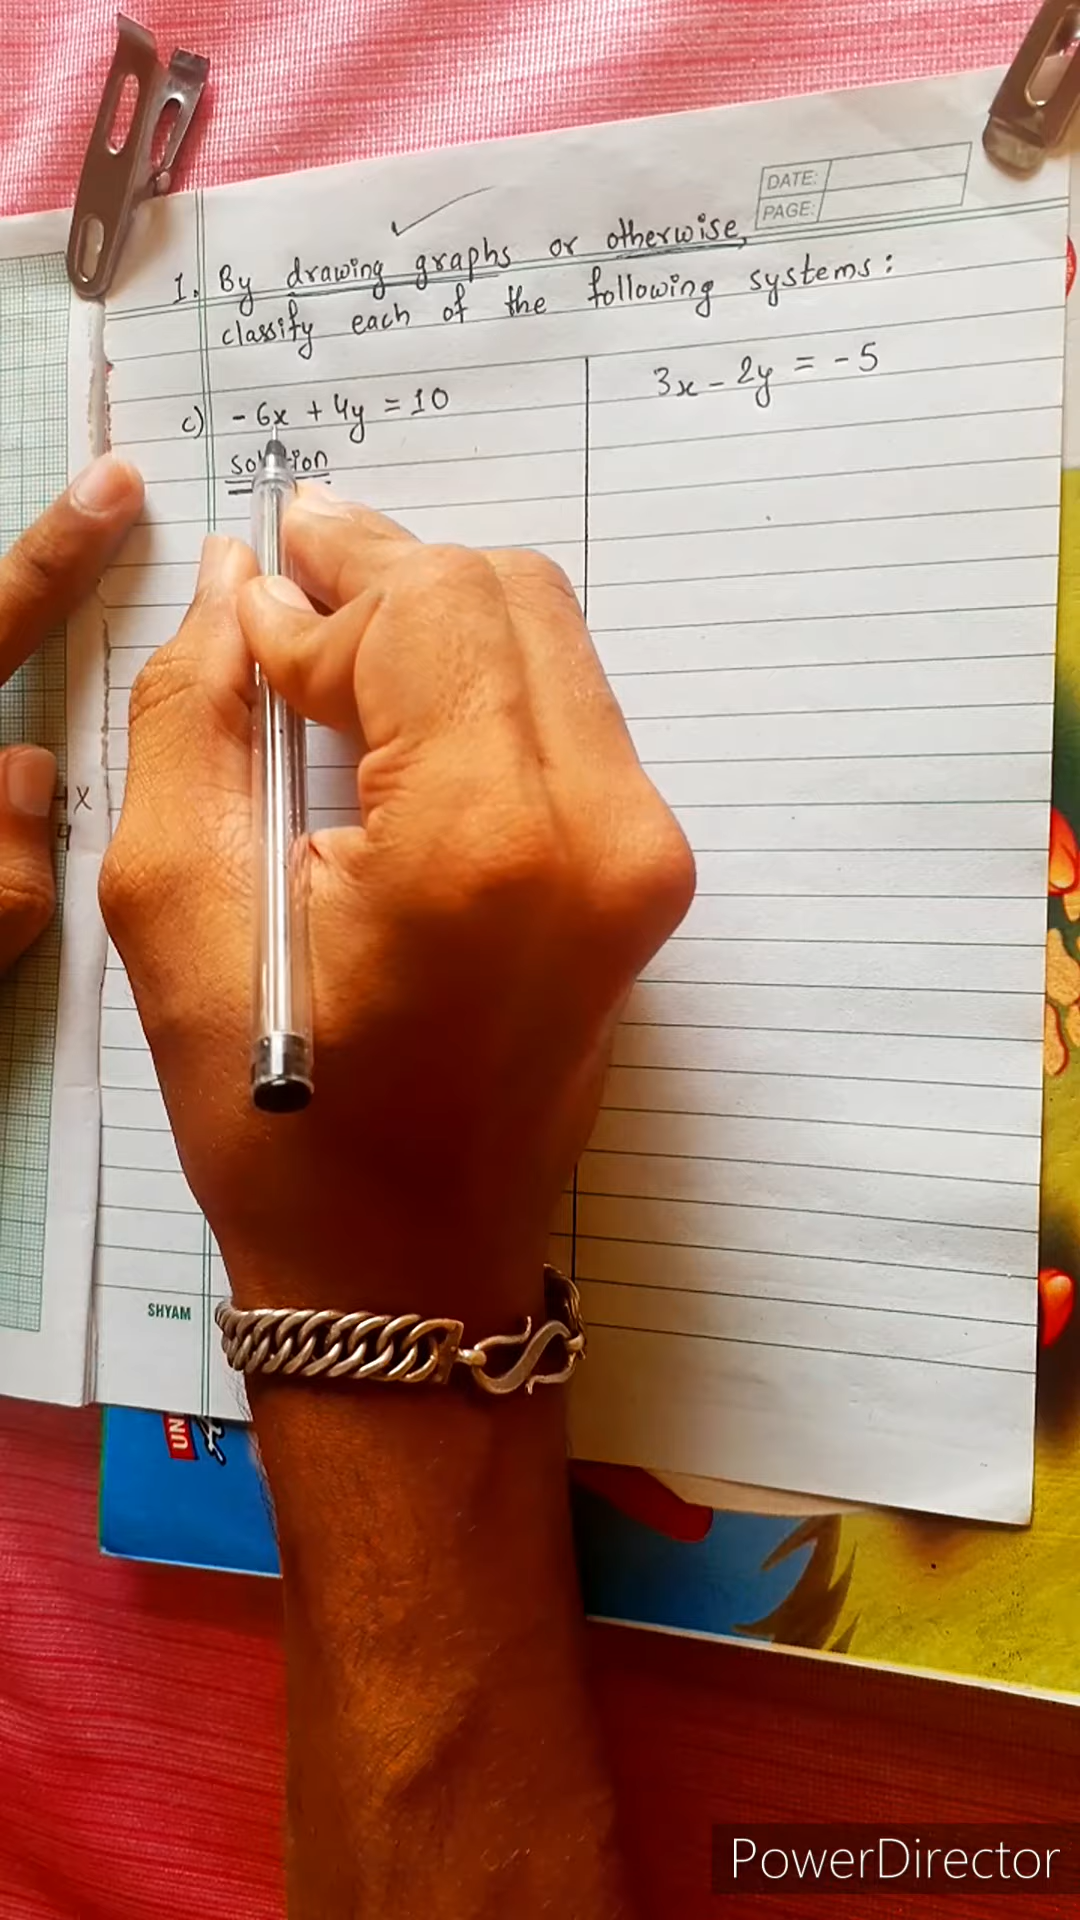 DATE:
PAGE:
1. By drawing graphs or otherwise,
classify each of the following systems:
c) -6x + 4y = 10
3x - 2y = -5
X
SHYAM
UN
PowerDirector